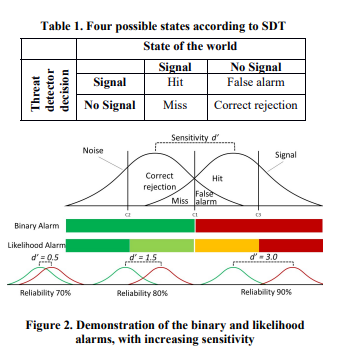 Table 1. Four possible states according to SDT
State of the world
Threat
detector
decision
Signal
No Signal
Signal
Hit
False alarm
No Signal
Miss
Correct rejection
Sensitivity d'
Noise
Signal
Correct
rejection
Hit
Miss
False
alarm
C2
C1
C3
Binary Alarm
Likelihood Alarm
d' = 0.5
d' = 1.5
d' = 3.0
Reliability 70%
Reliability 80%
Reliability 90%
Figure 2. Demonstration of the binary and likelihood
alarms, with increasing sensitivity